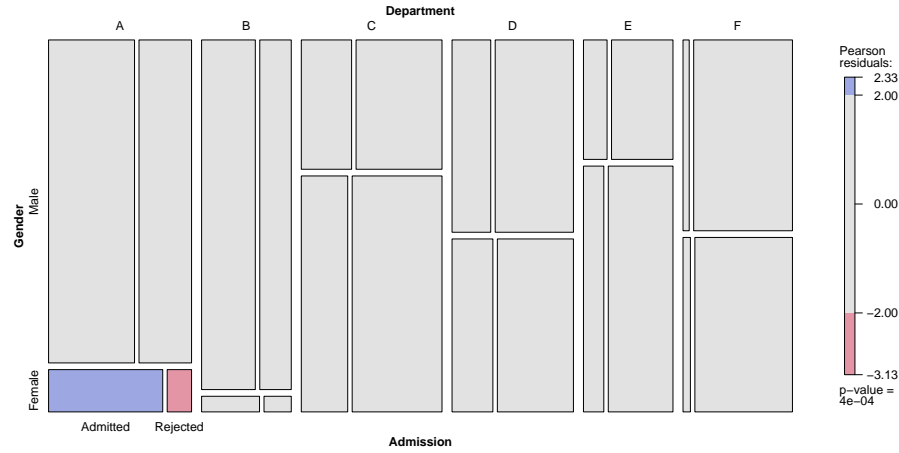 Department
A B C D E F
Gender
Male
Female
Admitted Rejected
Admission
Pearson
residuals:
2.33
2.00
0.00
−2.00
−3.13
p−value =
4e−04